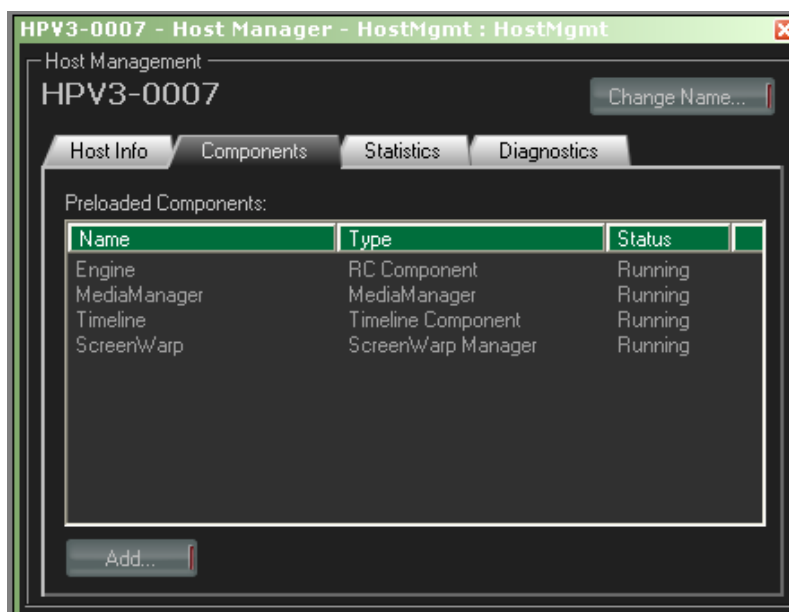 HPV3-0007 - Host Manager - HostMgmt : HostMgmt
Host Management
HPV3-0007
Change Name...
Host Info Components Statistics Diagnostics
Preloaded Components:
Name Type Status
Engine RC Component Running
MediaManager MediaManager Running
Timeline Timeline Component Running
ScreenWarp ScreenWarp Manager Running
Add...